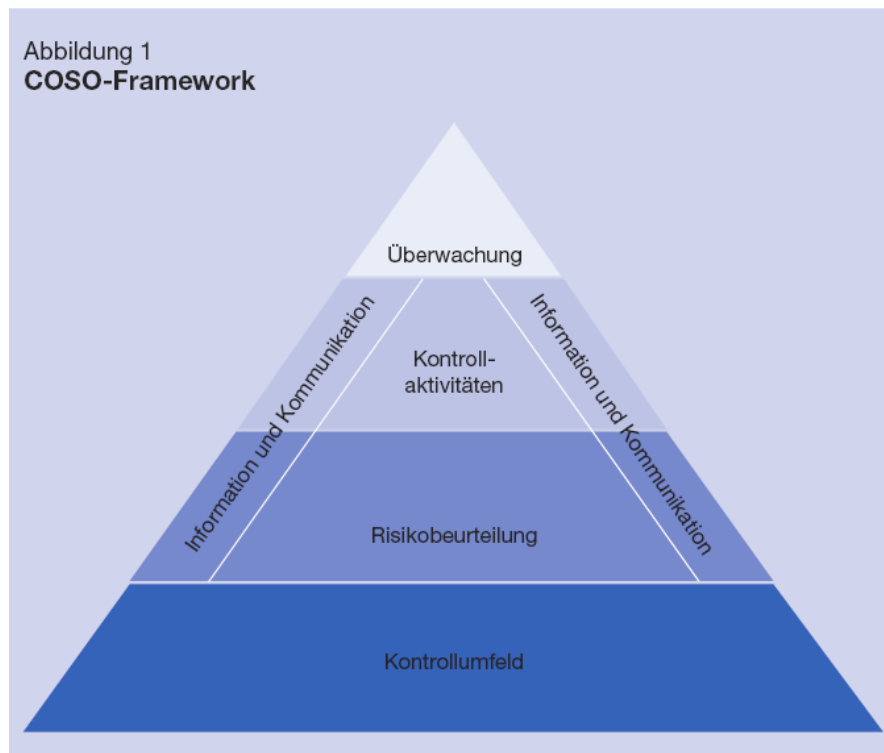 Abbildung 1
COSO-Framework
Überwachung
Information und Kommunikation
Kontroll-
aktivitäten
Information und Kommunikation
Risikobeurteilung
Kontrollumfeld